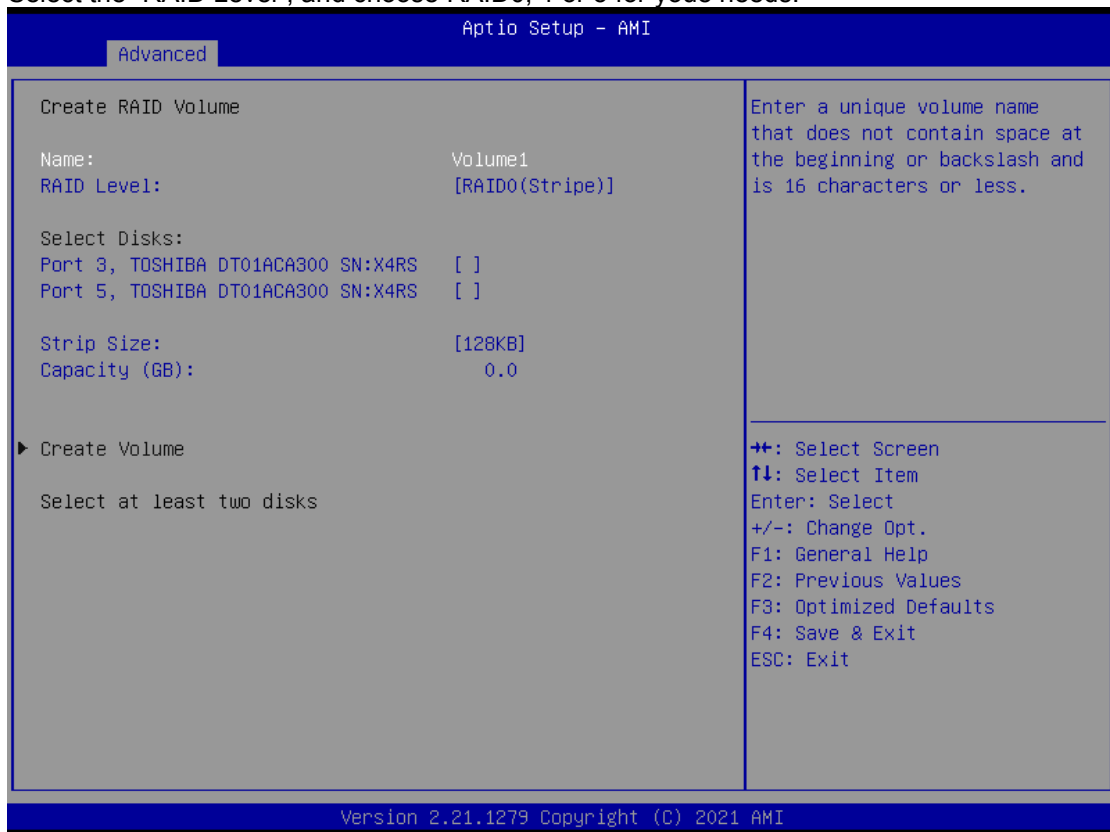 Aptio Setup – AMI
Advanced
Create RAID Volume
Name: Volume1
RAID Level: [RAID0(Stripe)]
Select Disks:
Port 3, TOSHIBA DT01ACA300 SN:X4RS [ ]
Port 5, TOSHIBA DT01ACA300 SN:X4RS [ ]
Strip Size: [128KB]
Capacity (GB): 0.0
▶ Create Volume
Select at least two disks
Enter a unique volume name
that does not contain space at
the beginning or backslash and
is 16 characters or less.
→←: Select Screen
↑↓: Select Item
Enter: Select
+/-: Change Opt.
F1: General Help
F2: Previous Values
F3: Optimized Defaults
F4: Save & Exit
ESC: Exit
Version 2.21.1279 Copyright (C) 2021 AMI